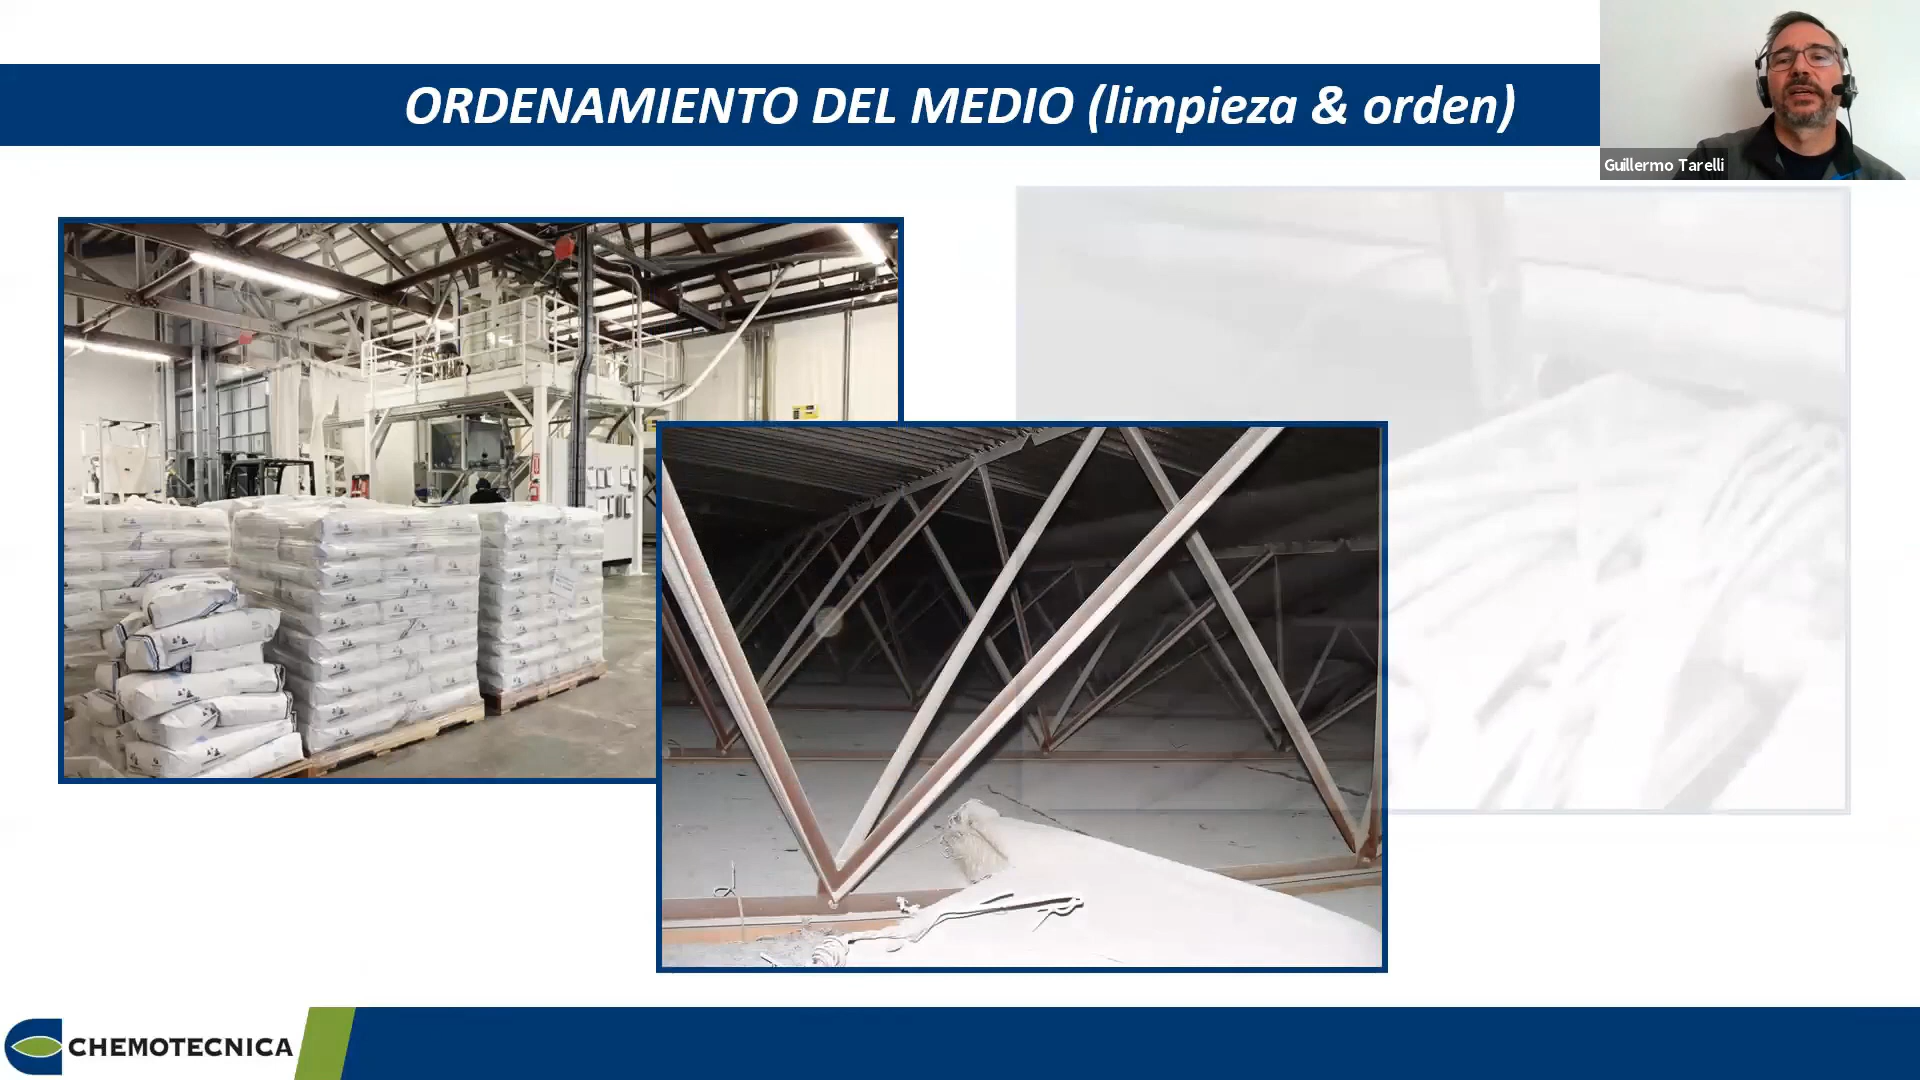 ORDENAMIENTO DEL MEDIO (limpieza & orden)
Guillermo Tarelli
CHEMOTECNICA